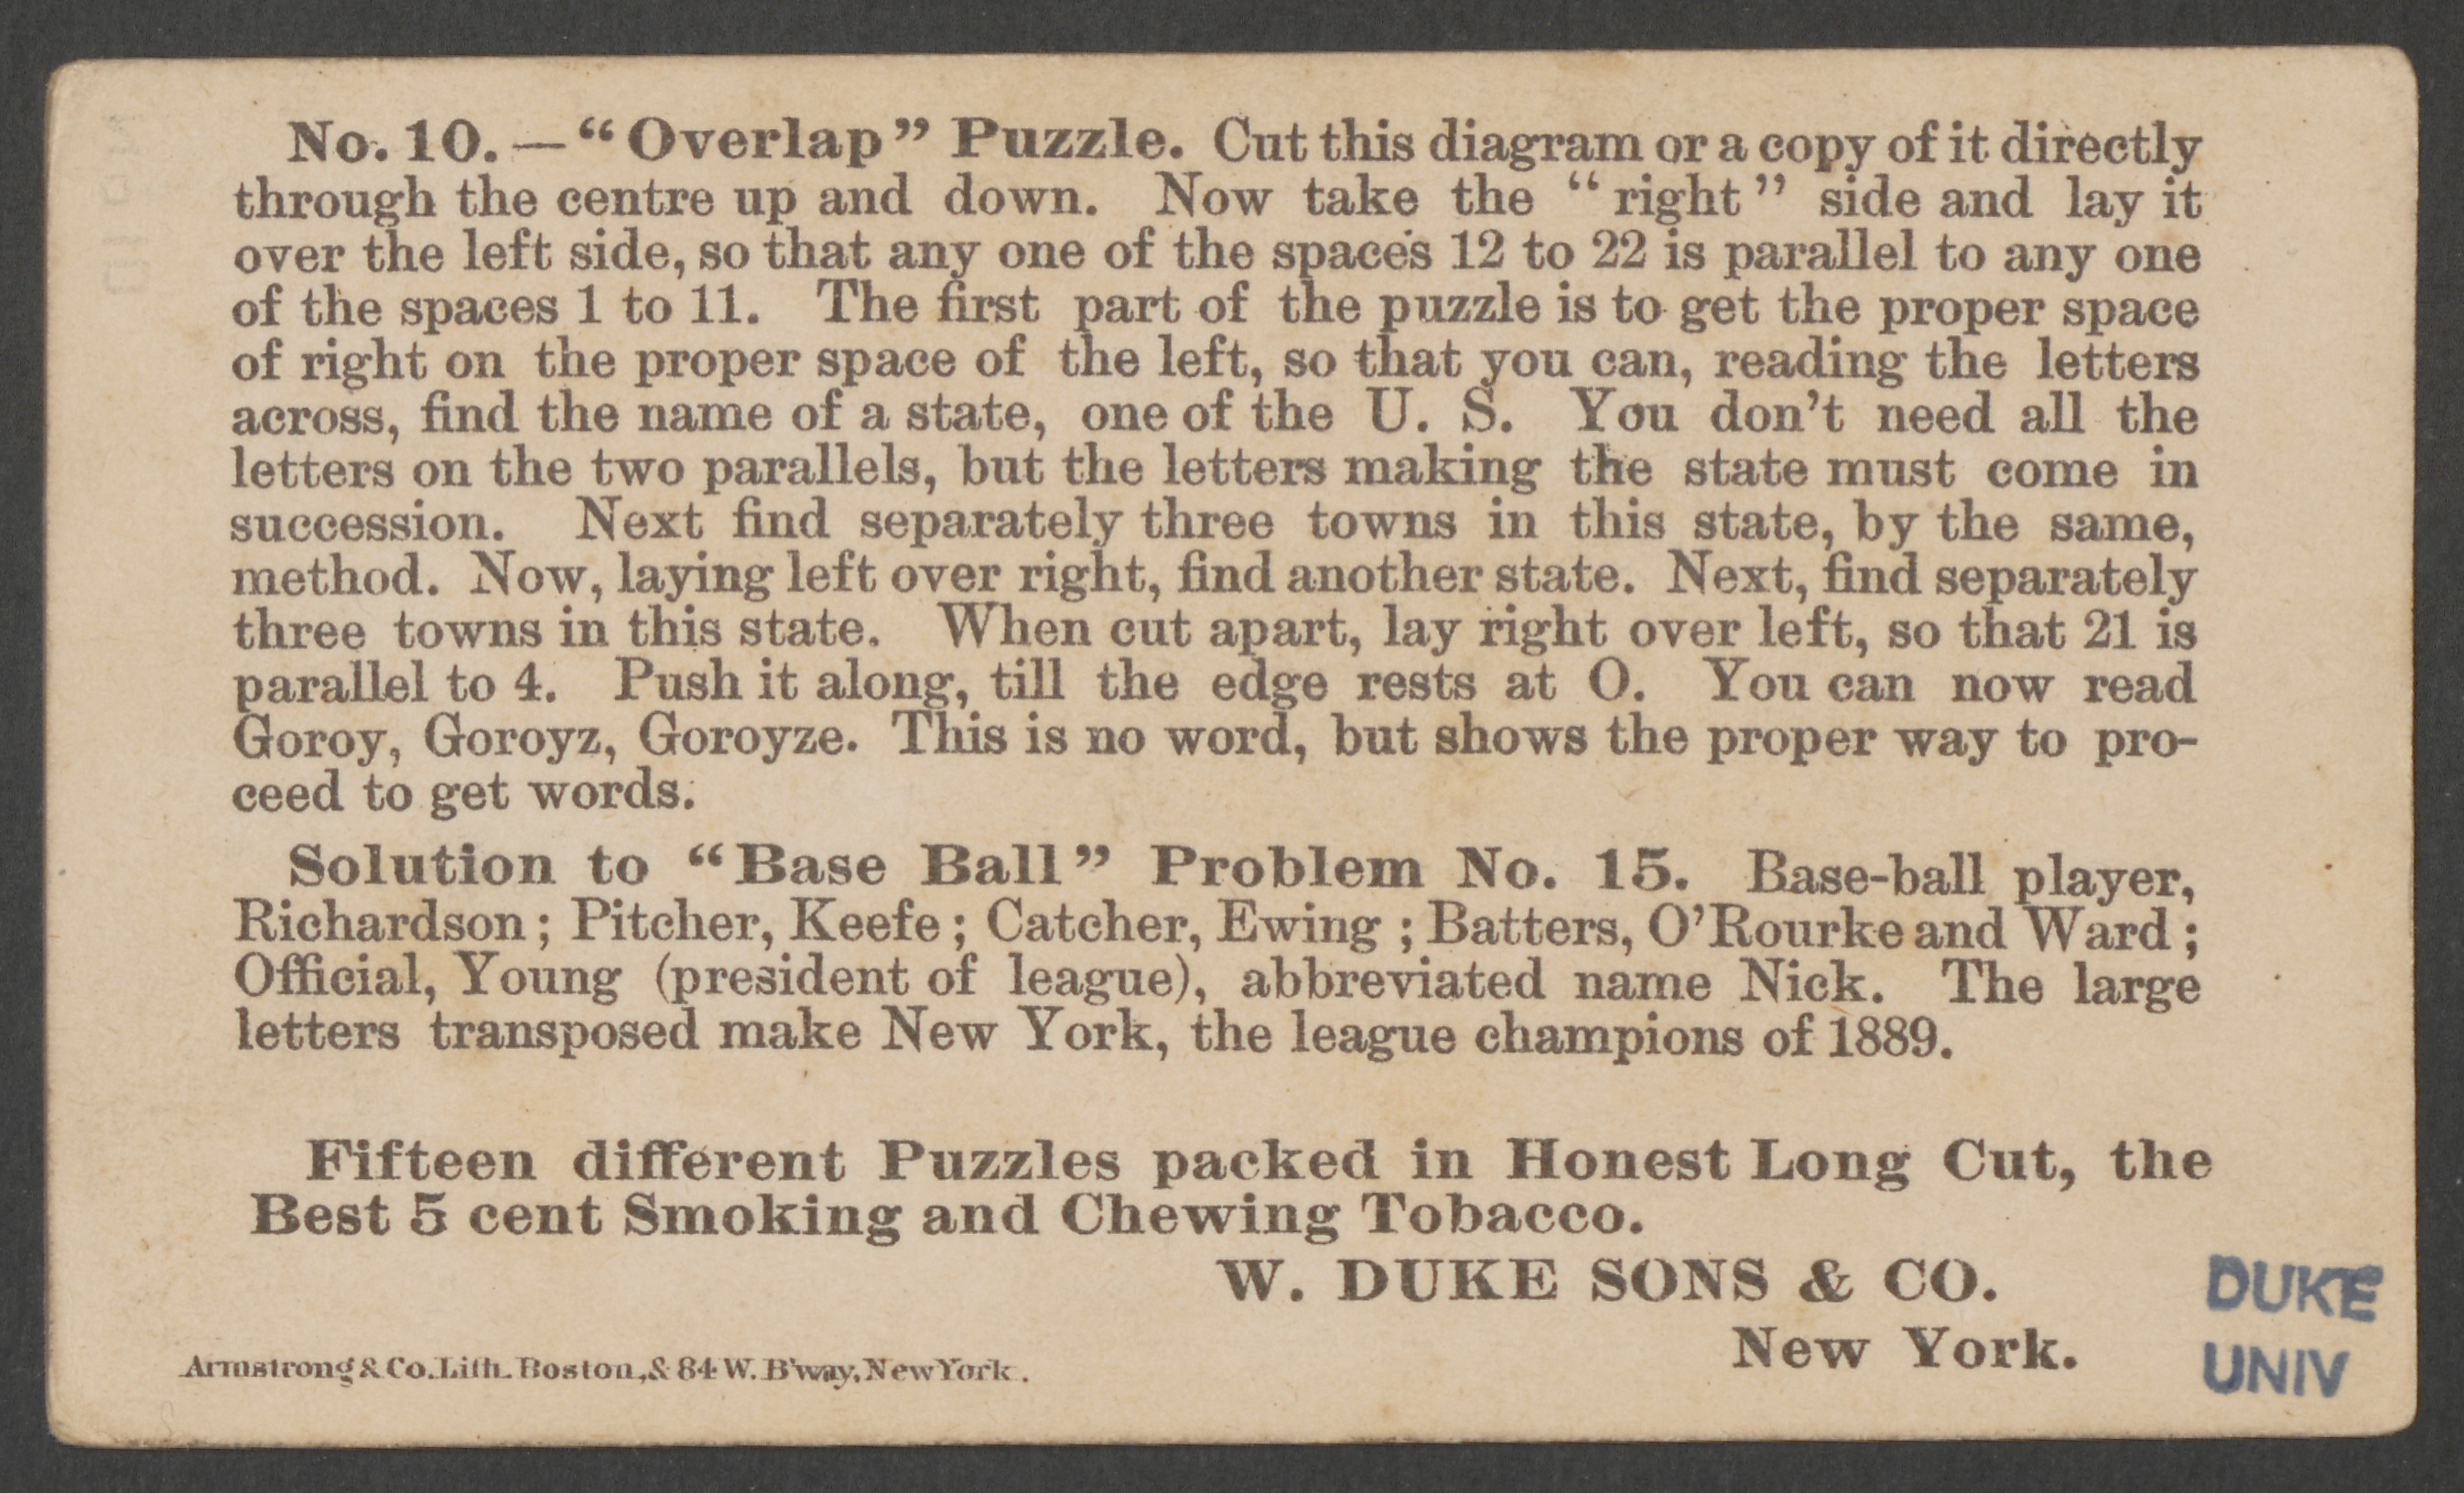 No. 10. — “Overlap” Puzzle. Cut this diagram or a copy of it directly
through the centre up and down. Now take the “right” side and lay it
over the left side, so that any one of the spaces 12 to 22 is parallel to any one
of the spaces 1 to 11. The first part of the puzzle is to get the proper space
of right on the proper space of the left, so that you can, reading the letters
across, find the name of a state, one of the U. S. You don’t need all the
letters on the two parallels, but the letters making the state must come in
succession. Next find separately three towns in this state, by the same,
method. Now, laying left over right, find another state. Next, find separately
three towns in this state. When cut apart, lay right over left, so that 21 is
parallel to 4. Push it along, till the edge rests at O. You can now read
Goroy, Goroyz, Goroyze. This is no word, but shows the proper way to pro-
ceed to get words.
Solution to “Base Ball” Problem No. 15. Base-ball player,
Richardson; Pitcher, Keefe; Catcher, Ewing ; Batters, O’Rourke and Ward ;
Official, Young (president of league), abbreviated name Nick. The large
letters transposed make New York, the league champions of 1889.
Fifteen different Puzzles packed in Honest Long Cut, the
Best 5 cent Smoking and Chewing Tobacco.
W. DUKE SONS & CO.
New York.
Armstrong & Co. Lith. Boston, & 84 W. B’way, New York.
DUKE
UNIV